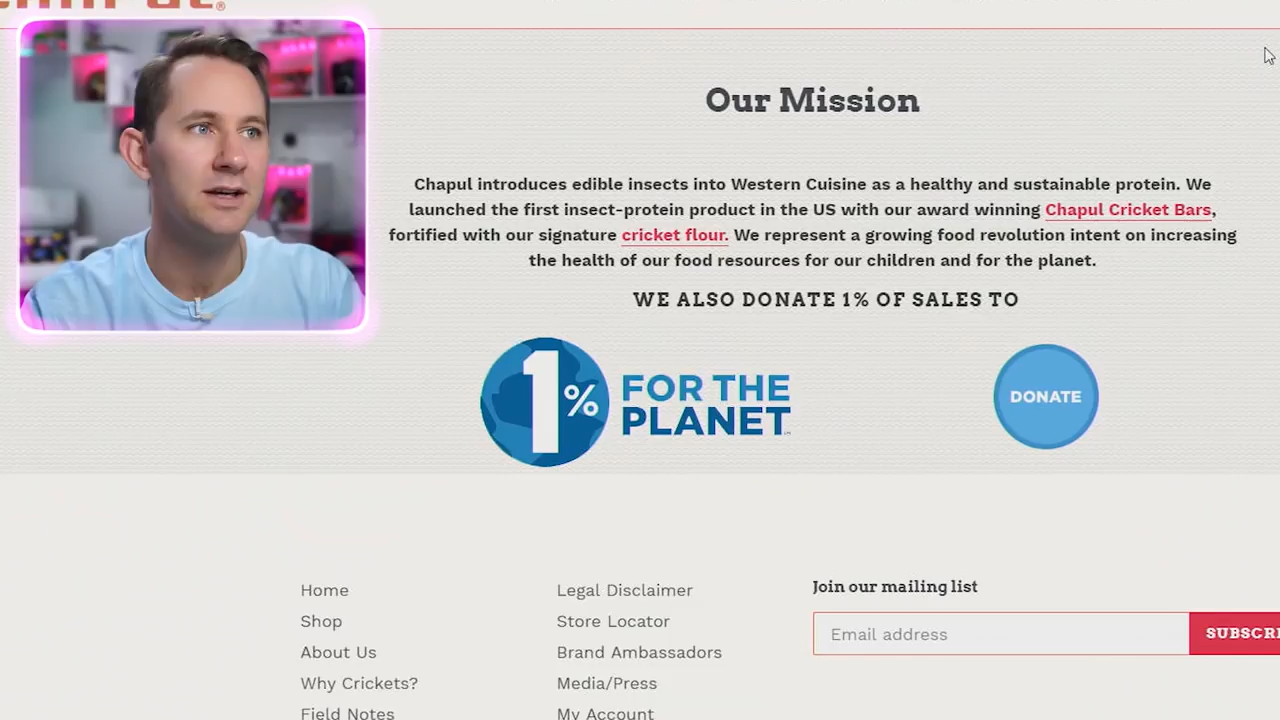 Our Mission
Chapul introduces edible insects into Western Cuisine as a healthy and sustainable protein. We
launched the first insect-protein product in the US with our award winning Chapul Cricket Bars,
fortified with our signature cricket flour. We represent a growing food revolution intent on increasing
the health of our food resources for our children and for the planet.
WE ALSO DONATE 1% OF SALES TO
1% FOR THE
PLANET
DONATE
Home
Shop
About Us
Why Crickets?
Field Notes
Legal Disclaimer
Store Locator
Brand Ambassadors
Media/Press
My Account
Join our mailing list
Email address